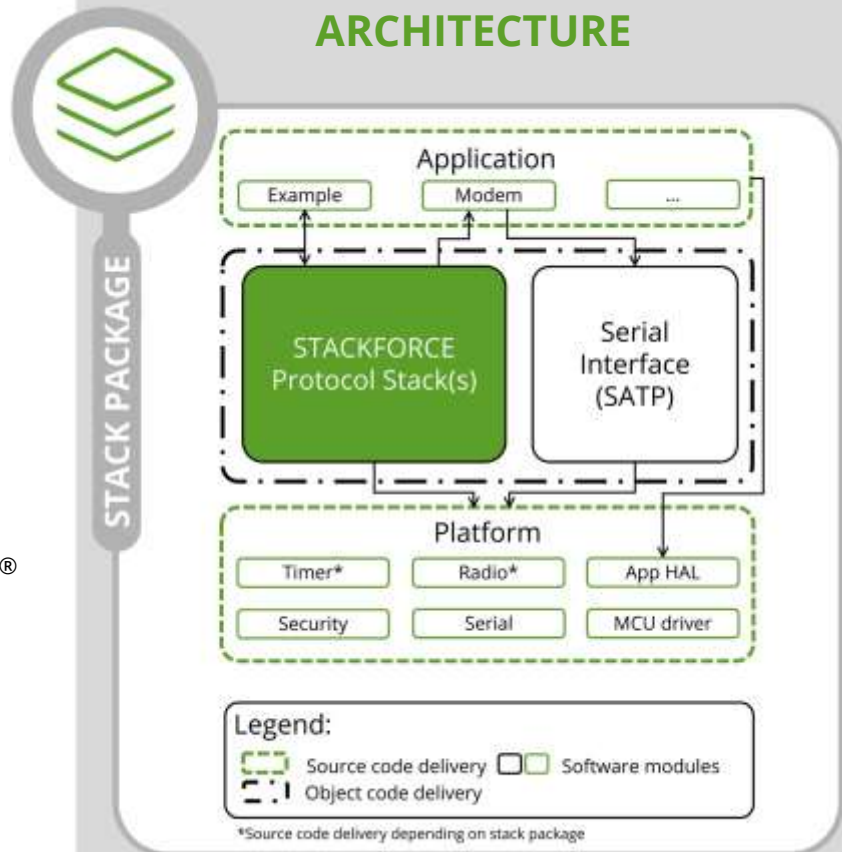 ARCHITECTURE
STACK PACKAGE
Application
Example
Modem
...
STACKFORCE
Protocol Stack(s)
Serial
Interface
(SATP)
®
Platform
Timer*
Radio*
App HAL
Security
Serial
MCU driver
Legend:
Source code delivery
Software modules
Object code delivery
*Source code delivery depending on stack package